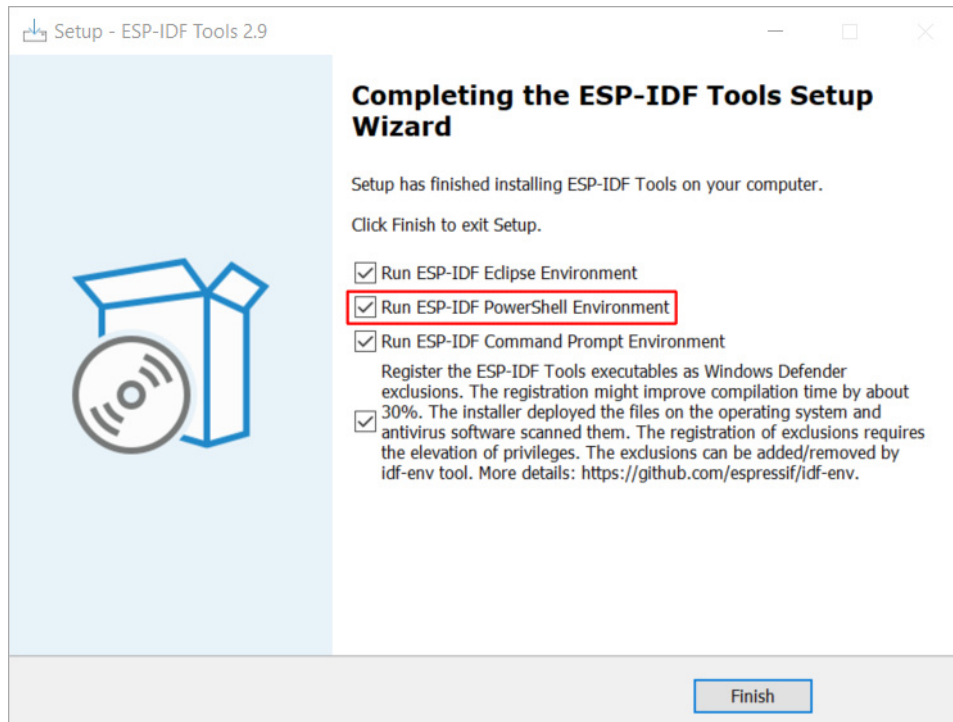 Setup - ESP-IDF Tools 2.9
Completing the ESP-IDF Tools Setup
Wizard
Setup has finished installing ESP-IDF Tools on your computer.
Click Finish to exit Setup.
Run ESP-IDF Eclipse Environment
Run ESP-IDF PowerShell Environment
Run ESP-IDF Command Prompt Environment
Register the ESP-IDF Tools executables as Windows Defender
exclusions. The registration might improve compilation time by about
30%. The installer deployed the files on the operating system and
antivirus software scanned them. The registration of exclusions requires
the elevation of privileges. The exclusions can be added/removed by
idf-env tool. More details: https://github.com/espressif/idf-env.
Finish